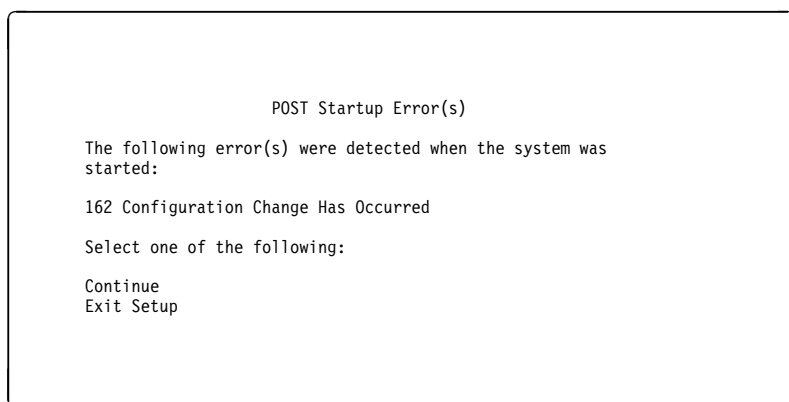 POST Startup Error(s)
The following error(s) were detected when the system was
started:
162 Configuration Change Has Occurred
Select one of the following:
Continue
Exit Setup